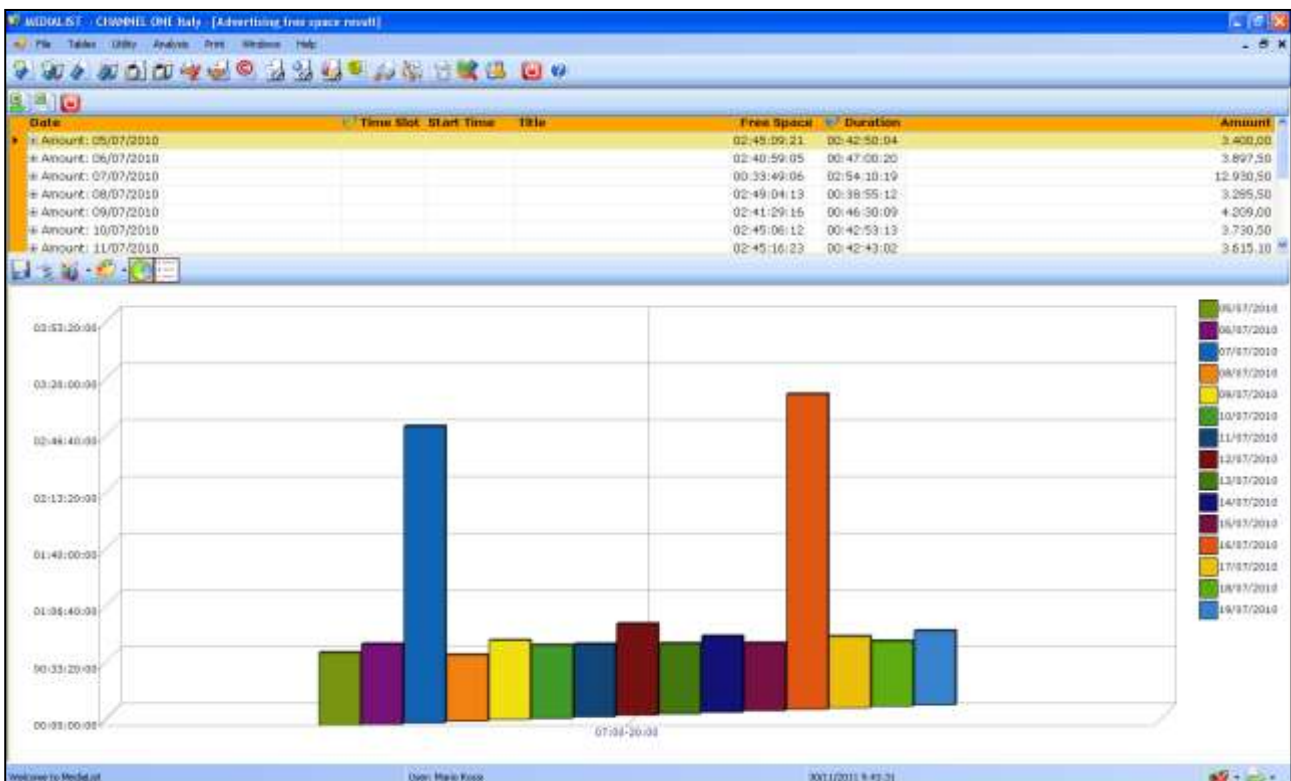 MEDIALIST - CHANNEL ONE Italy - [Advertising free space result]
File Tables Utility Analysis Print Windows Help
Date Time Slot Start Time Title Free Space Duration Amount
Amount: 05/07/2010 02:45:09:21 00:42:50:04 3.400,00
Amount: 06/07/2010 02:40:59:05 00:47:00:20 3.897,50
Amount: 07/07/2010 00:33:49:06 02:54:10:19 12.930,50
Amount: 08/07/2010 02:49:04:13 00:38:55:12 3.285,50
Amount: 09/07/2010 02:41:29:16 00:46:30:09 4.209,00
Amount: 10/07/2010 02:45:06:12 00:42:53:13 3.730,50
Amount: 11/07/2010 02:45:16:23 00:42:43:02 3.615,10
03:53:20:00
03:20:00:00
02:46:40:00
02:13:20:00
01:40:00:00
01:06:40:00
00:33:20:00
00:00:00:00
07:00-20:00
05/07/2010
06/07/2010
07/07/2010
08/07/2010
09/07/2010
10/07/2010
11/07/2010
12/07/2010
13/07/2010
14/07/2010
15/07/2010
16/07/2010
17/07/2010
18/07/2010
19/07/2010
Welcome to MediaList User: Mario Rossi 30/11/2011 9.45.31